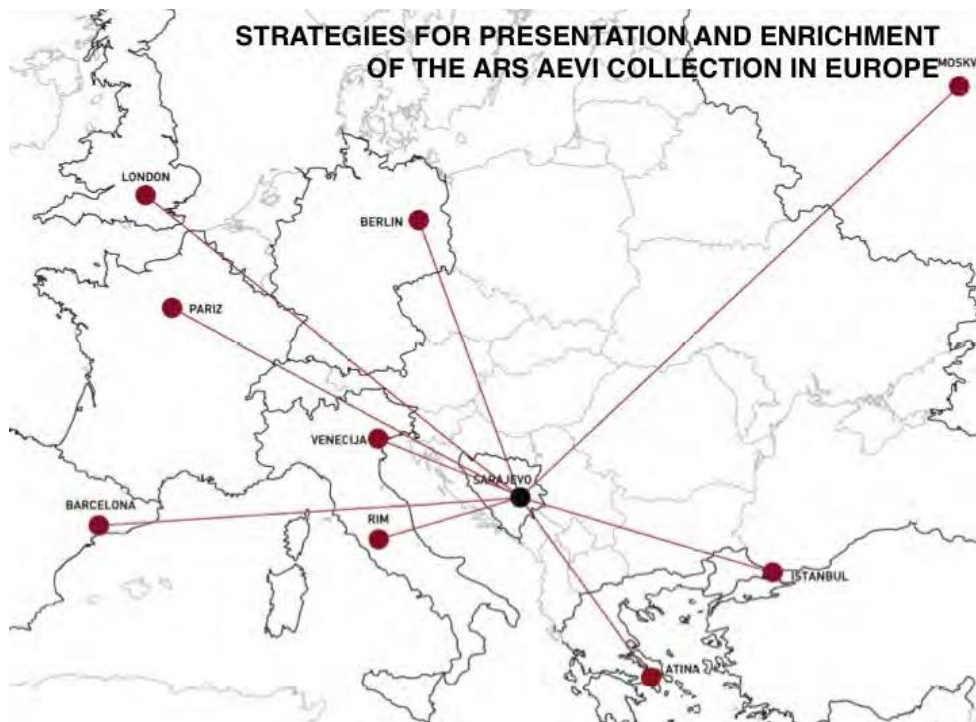 STRATEGIES FOR PRESENTATION AND ENRICHMENT
OF THE ARS AEVI COLLECTION IN EUROPE
MOSKV
LONDON
BERLIN
PARIZ
VENECIJA
SARAJEVO
BARCELONA
RIM
ISTANBUL
ATINA